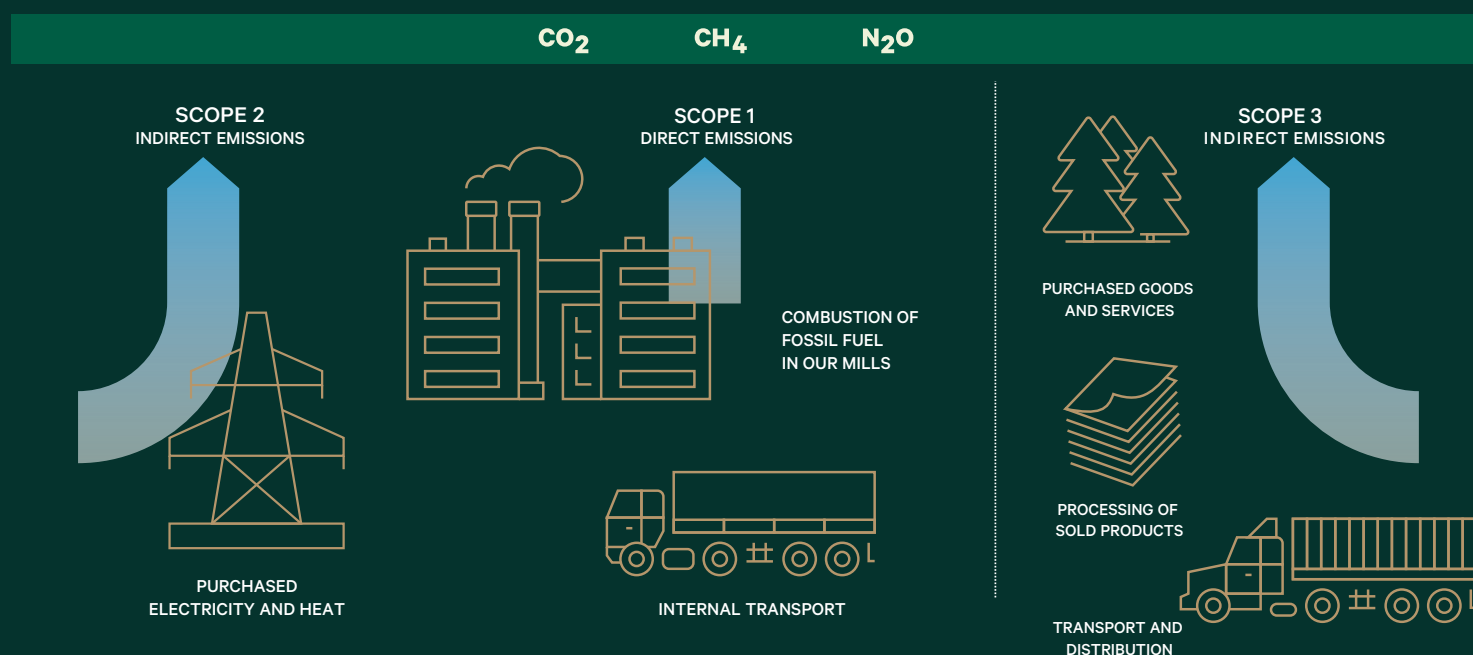 CO2
CH4
N2O
SCOPE 2
INDIRECT EMISSIONS
PURCHASED
ELECTRICITY AND HEAT
SCOPE 1
DIRECT EMISSIONS
COMBUSTION OF
FOSSIL FUEL
IN OUR MILLS
INTERNAL TRANSPORT
SCOPE 3
INDIRECT EMISSIONS
PURCHASED GOODS
AND SERVICES
PROCESSING OF
SOLD PRODUCTS
TRANSPORT AND
DISTRIBUTION